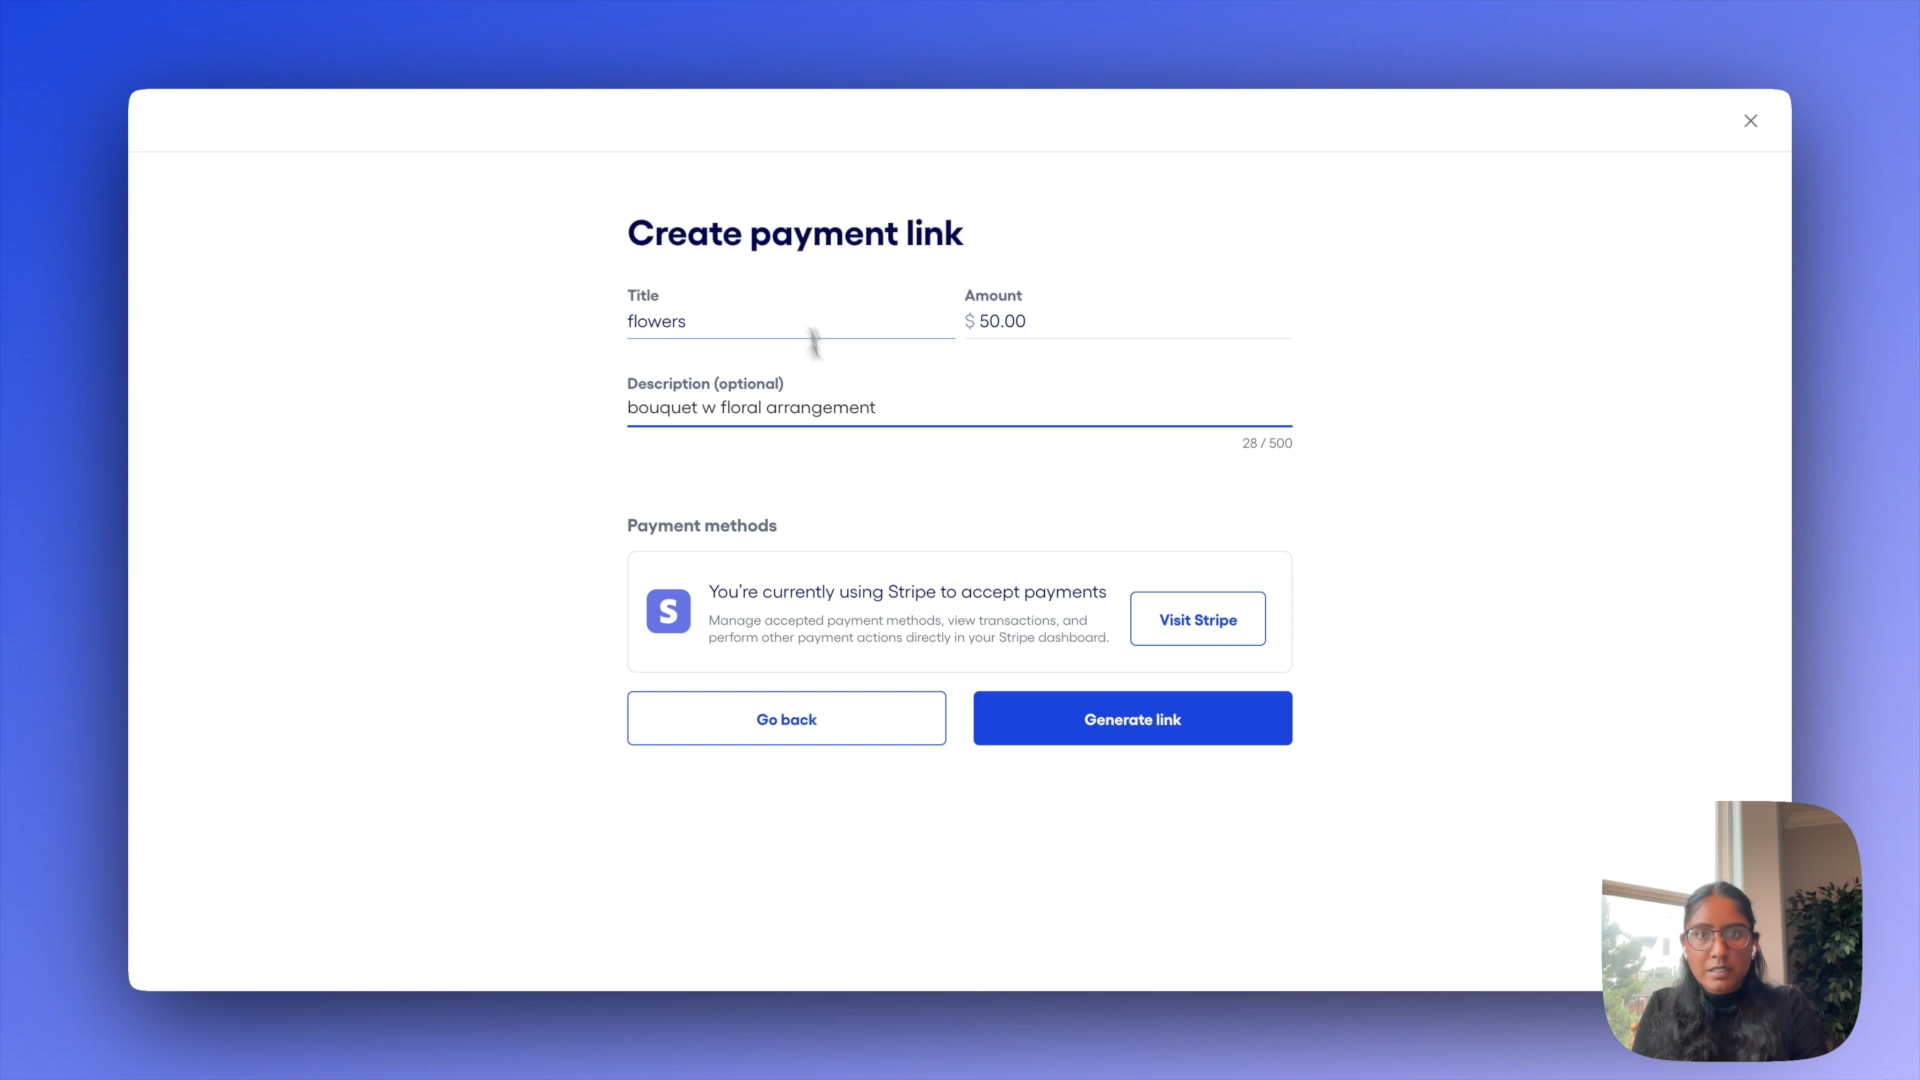 Create payment link
Title
Amount
flowers
$ 50.00
Description (optional)
bouquet w floral arrangement
28 / 500
Payment methods
S
You're currently using Stripe to accept payments
Manage accepted payment methods, view transactions, and
perform other payment actions directly in your Stripe dashboard.
Visit Stripe
Go back
Generate link